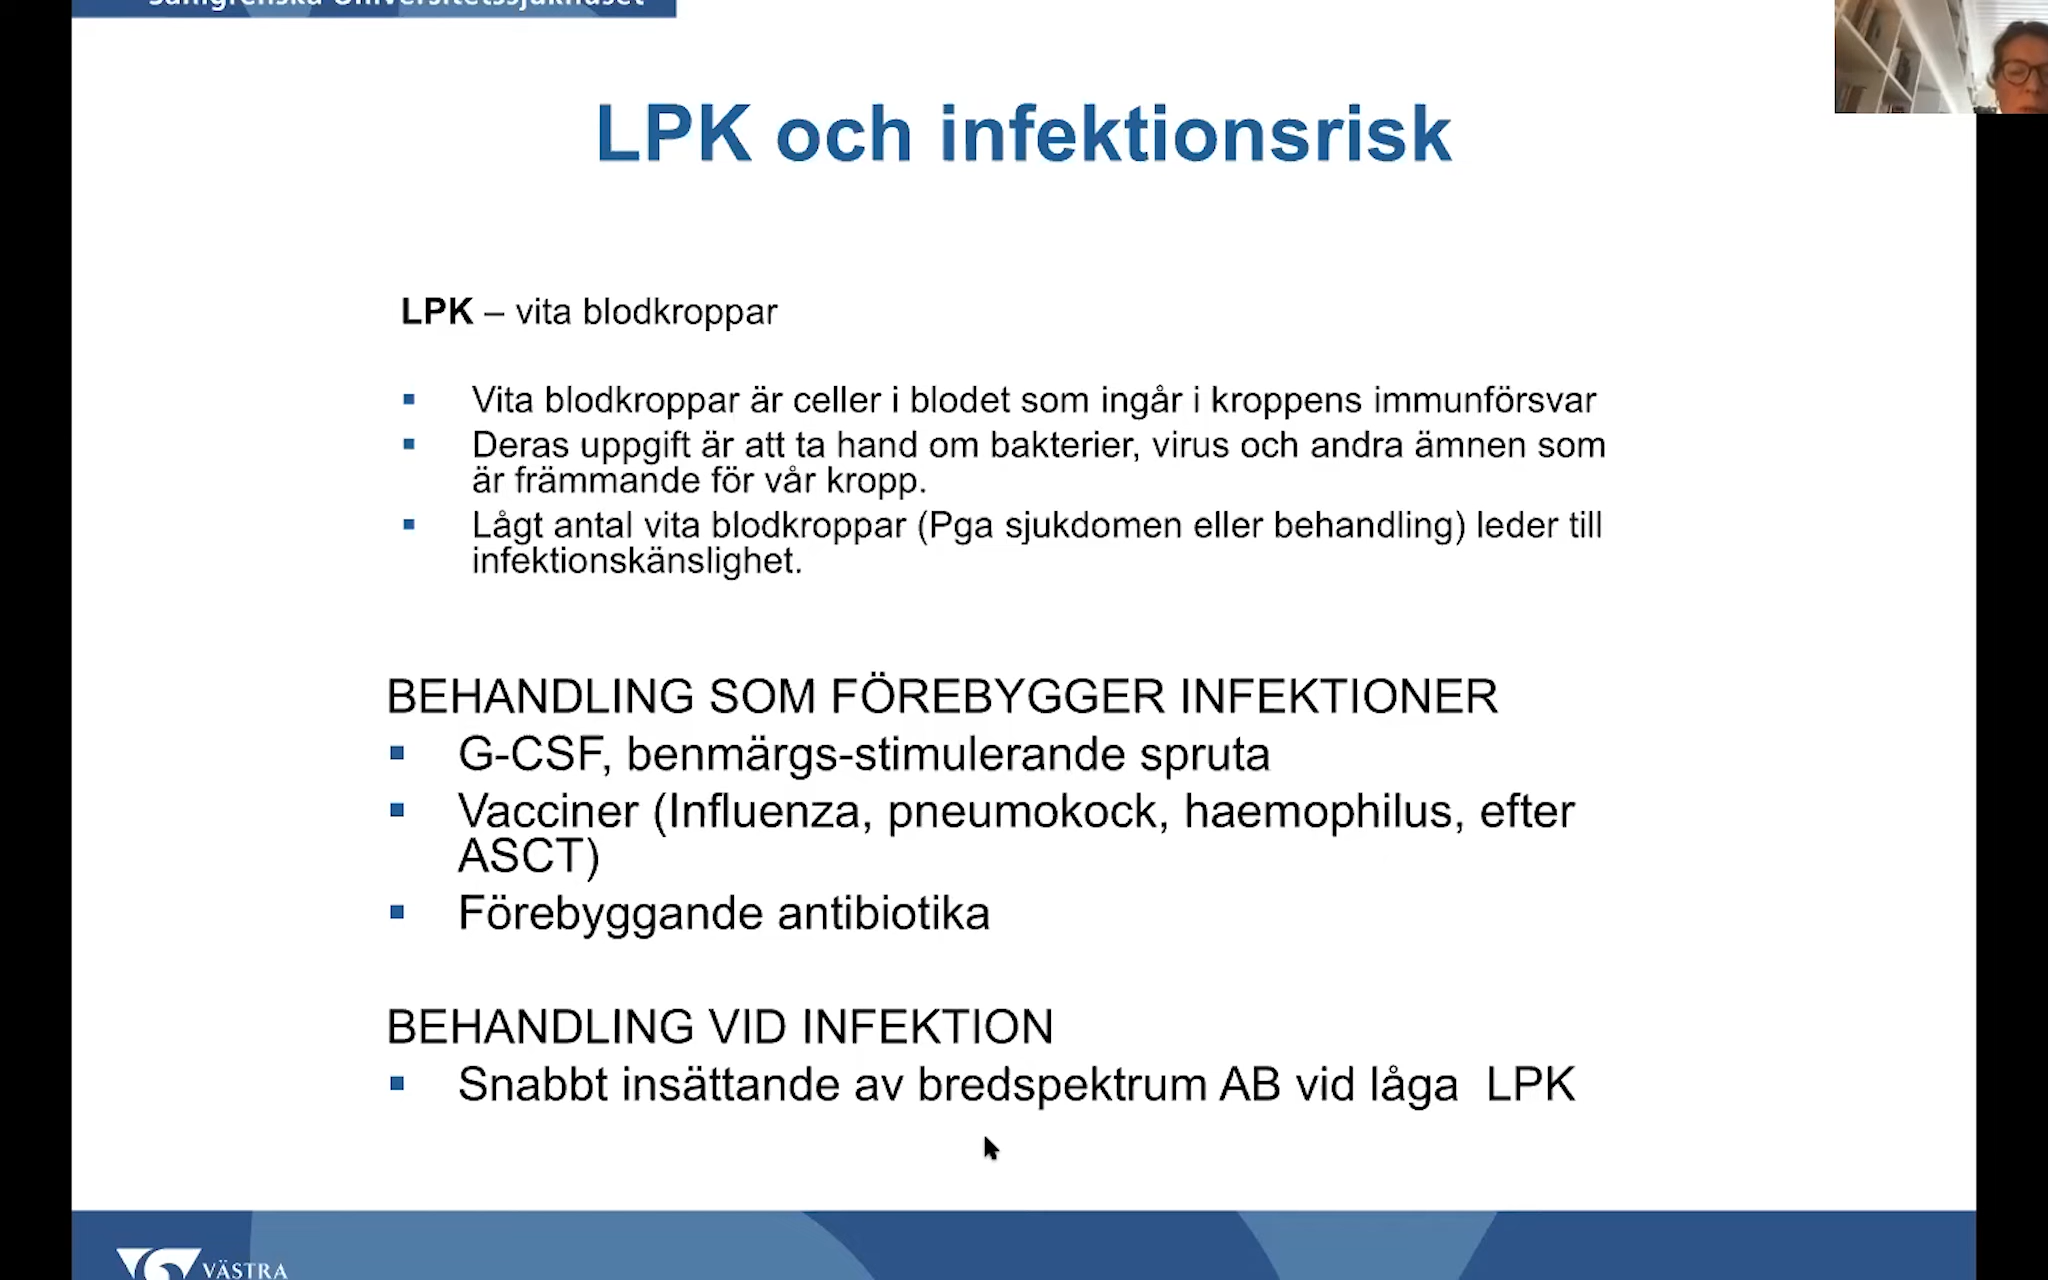 Sahlgrenska Universitetssjukhuset
LPK och infektionsrisk
LPK – vita blodkroppar
▪ Vita blodkroppar är celler i blodet som ingår i kroppens immunförsvar
▪ Deras uppgift är att ta hand om bakterier, virus och andra ämnen som
är främmande för vår kropp.
▪ Lågt antal vita blodkroppar (Pga sjukdomen eller behandling) leder till
infektionskänslighet.
BEHANDLING SOM FÖREBYGGER INFEKTIONER
▪ G-CSF, benmärgs-stimulerande spruta
▪ Vacciner (Influenza, pneumokock, haemophilus, efter
ASCT)
▪ Förebyggande antibiotika
BEHANDLING VID INFEKTION
▪ Snabbt insättande av bredspektrum AB vid låga LPK
VÄSTRA